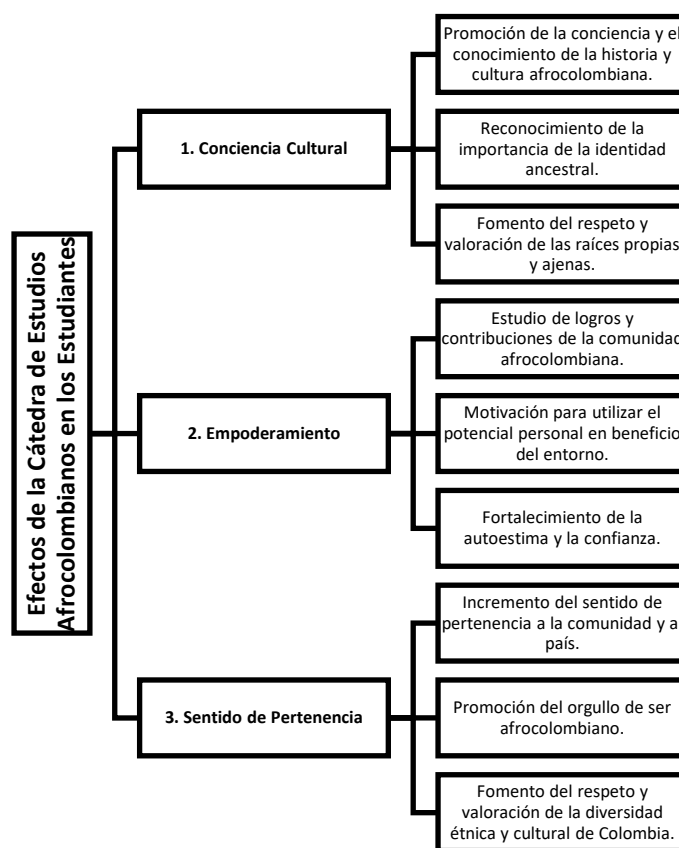 Efectos de la Cátedra de Estudios
Afrocolombianos en los Estudiantes
1. Conciencia Cultural
Promoción de la conciencia y el
conocimiento de la historia y
cultura afrocolombiana.
Reconocimiento de la
importancia de la identidad
ancestral.
Fomento del respeto y
valoración de las raíces propias
y ajenas.
2. Empoderamiento
Estudio de logros y
contribuciones de la comunidad
afrocolombiana.
Motivación para utilizar el
potencial personal en beneficio
del entorno.
Fortalecimiento de la
autoestima y la confianza.
3. Sentido de Pertenencia
Incremento del sentido de
pertenencia a la comunidad y a
país.
Promoción del orgullo de ser
afrocolombiano.
Fomento del respeto y
valoración de la diversidad
étnica y cultural de Colombia.